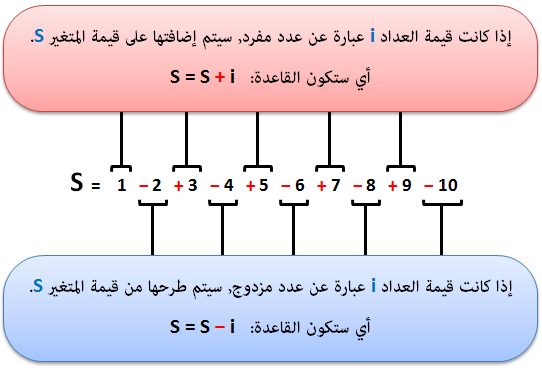 إذا كانت قيمة العداد i عبارة عن عدد مفرد, سيتم إضافتها على قيمة المتغير S.
أي ستكون القاعدة: S = S + i
S = 1 − 2 + 3 − 4 + 5 − 6 + 7 − 8 + 9 − 10
إذا كانت قيمة العداد i عبارة عن عدد مزدوج, سيتم طرحها من قيمة المتغير S.
أي ستكون القاعدة: S = S − i